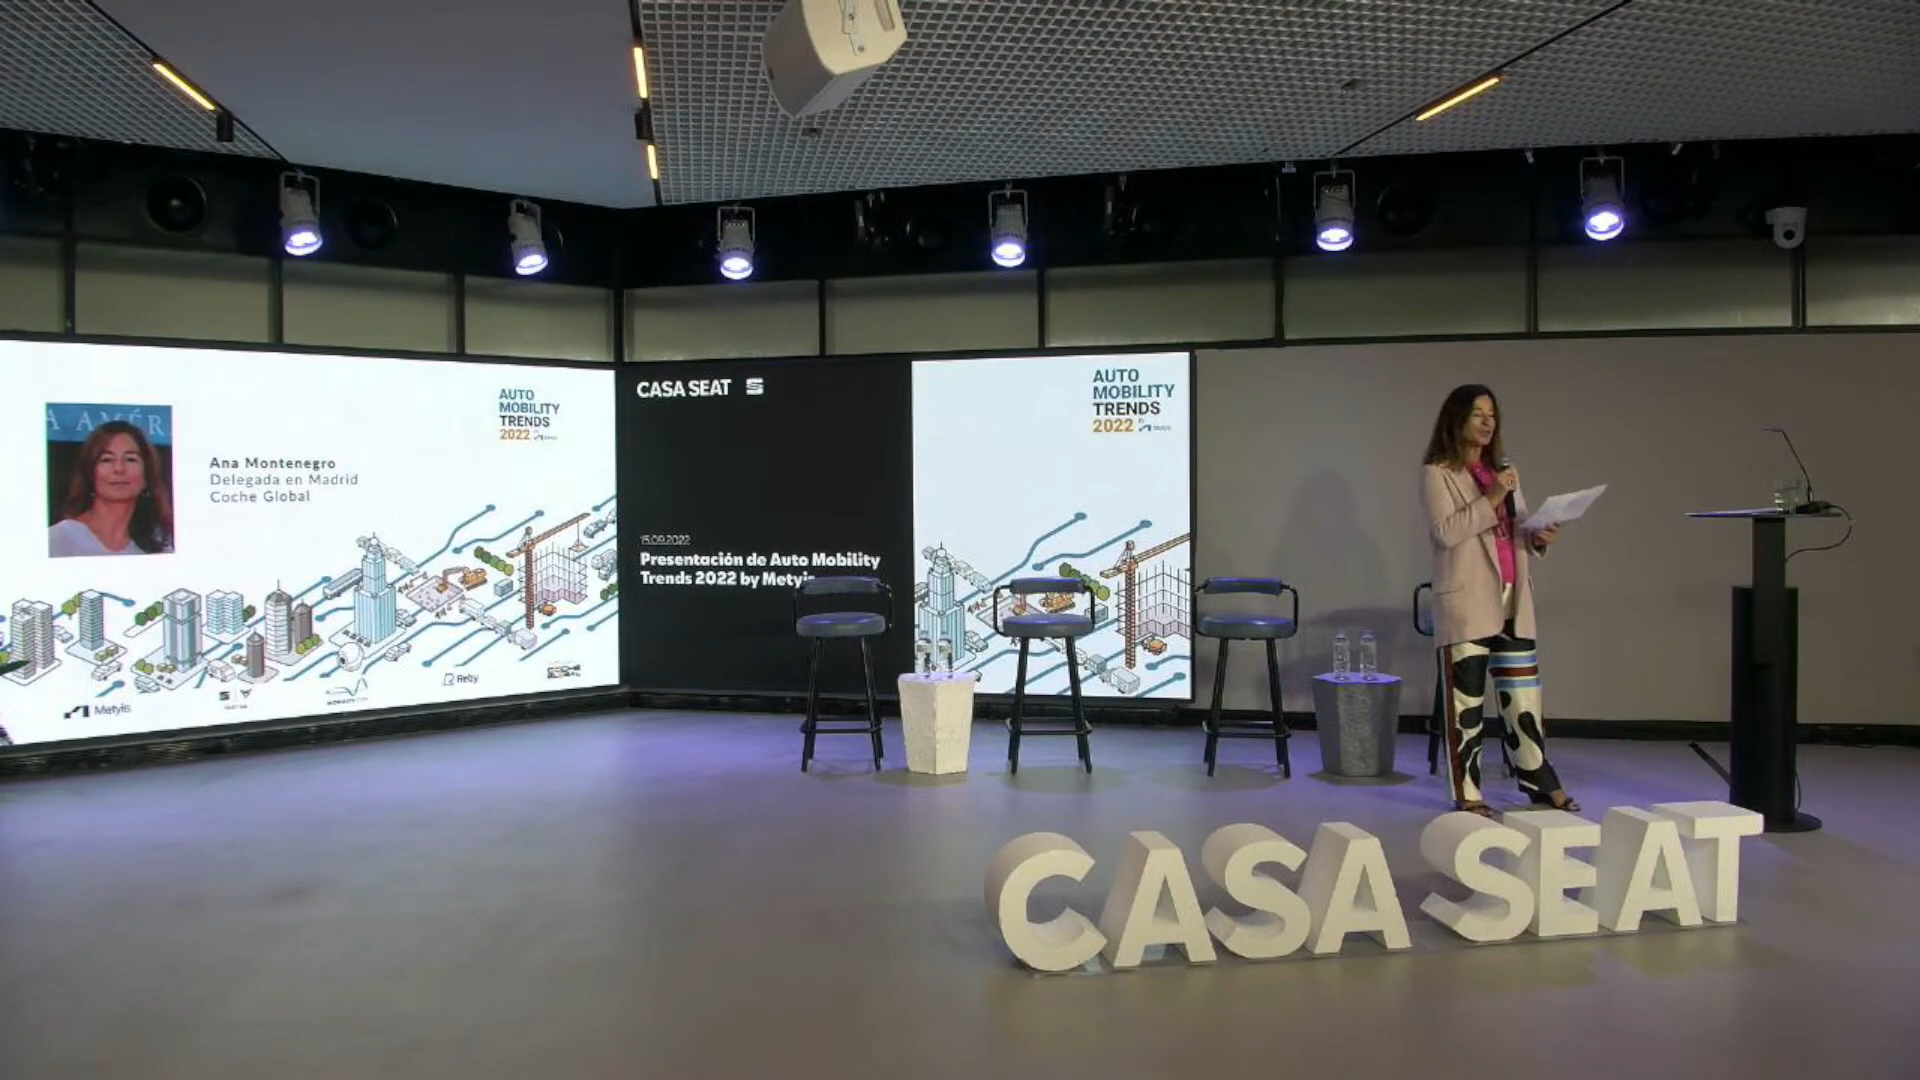 A AMÉR
Ana Montenegro
Delegada en Madrid
Coche Global
AUTO
MOBILITY
TRENDS
2022
Metyis
Reby
CASA SEAT
15.09.2022
Presentación de Auto Mobility
Trends 2022 by Metyis
AUTO
MOBILITY
TRENDS
2022 by Metyis
CASA SEAT